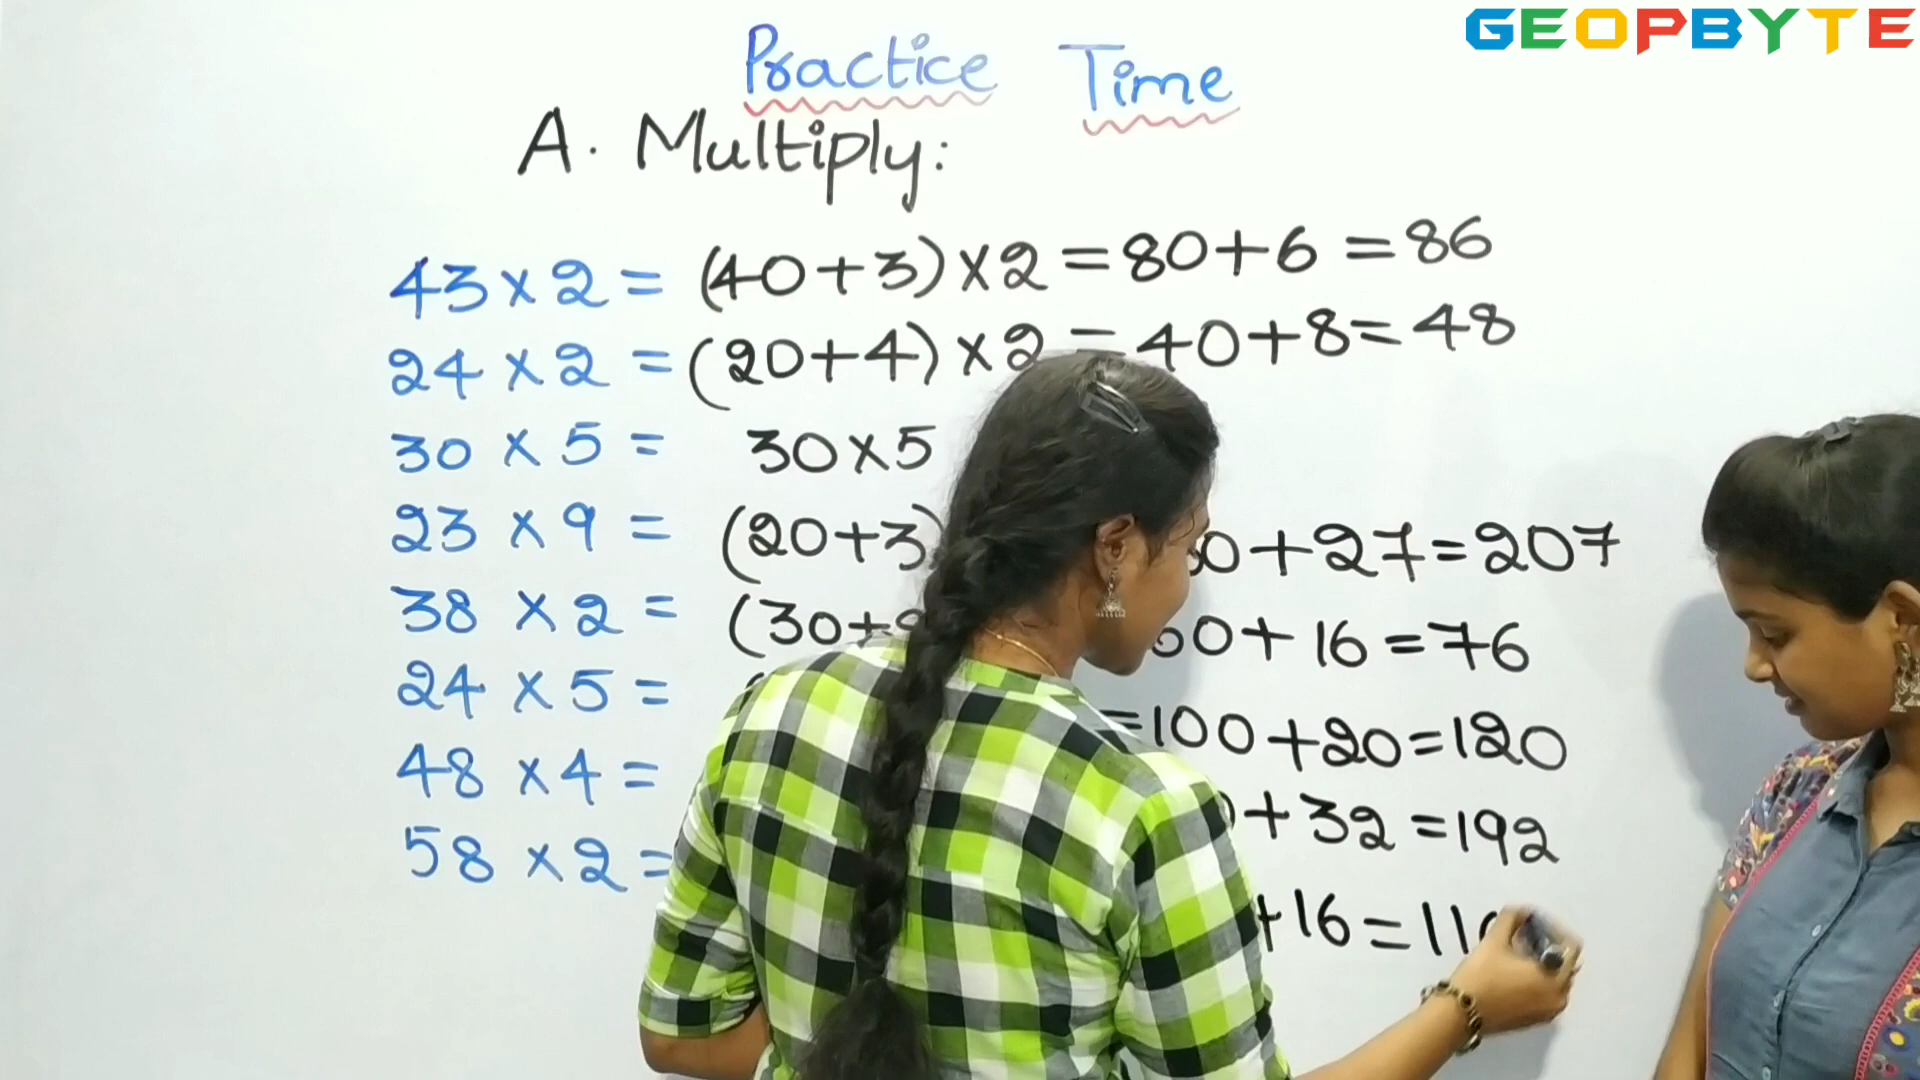 GEOPBYTE
Practice Time
A. Multiply:
43 x 2 = (40+3) x 2 = 80+6 = 86
24 x 2 = (20+4) x 2 = 40+8 = 48
30 x 5 = 30x5
23 x 9 = (20+3) 0+27=207
38 x 2 = (30+ 60+16=76
24 x 5 = =100+20=120
48 x 4 = +32=192
58 x 2 = +16=11